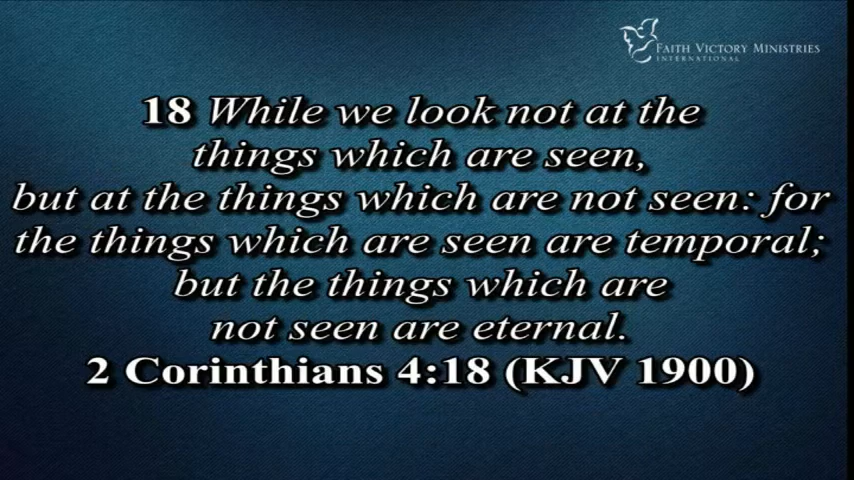 FAITH VICTORY MINISTRIES
INTERNATIONAL
18 While we look not at the
things which are seen,
but at the things which are not seen: for
the things which are seen are temporal;
but the things which are
not seen are eternal.
2 Corinthians 4:18 (KJV 1900)